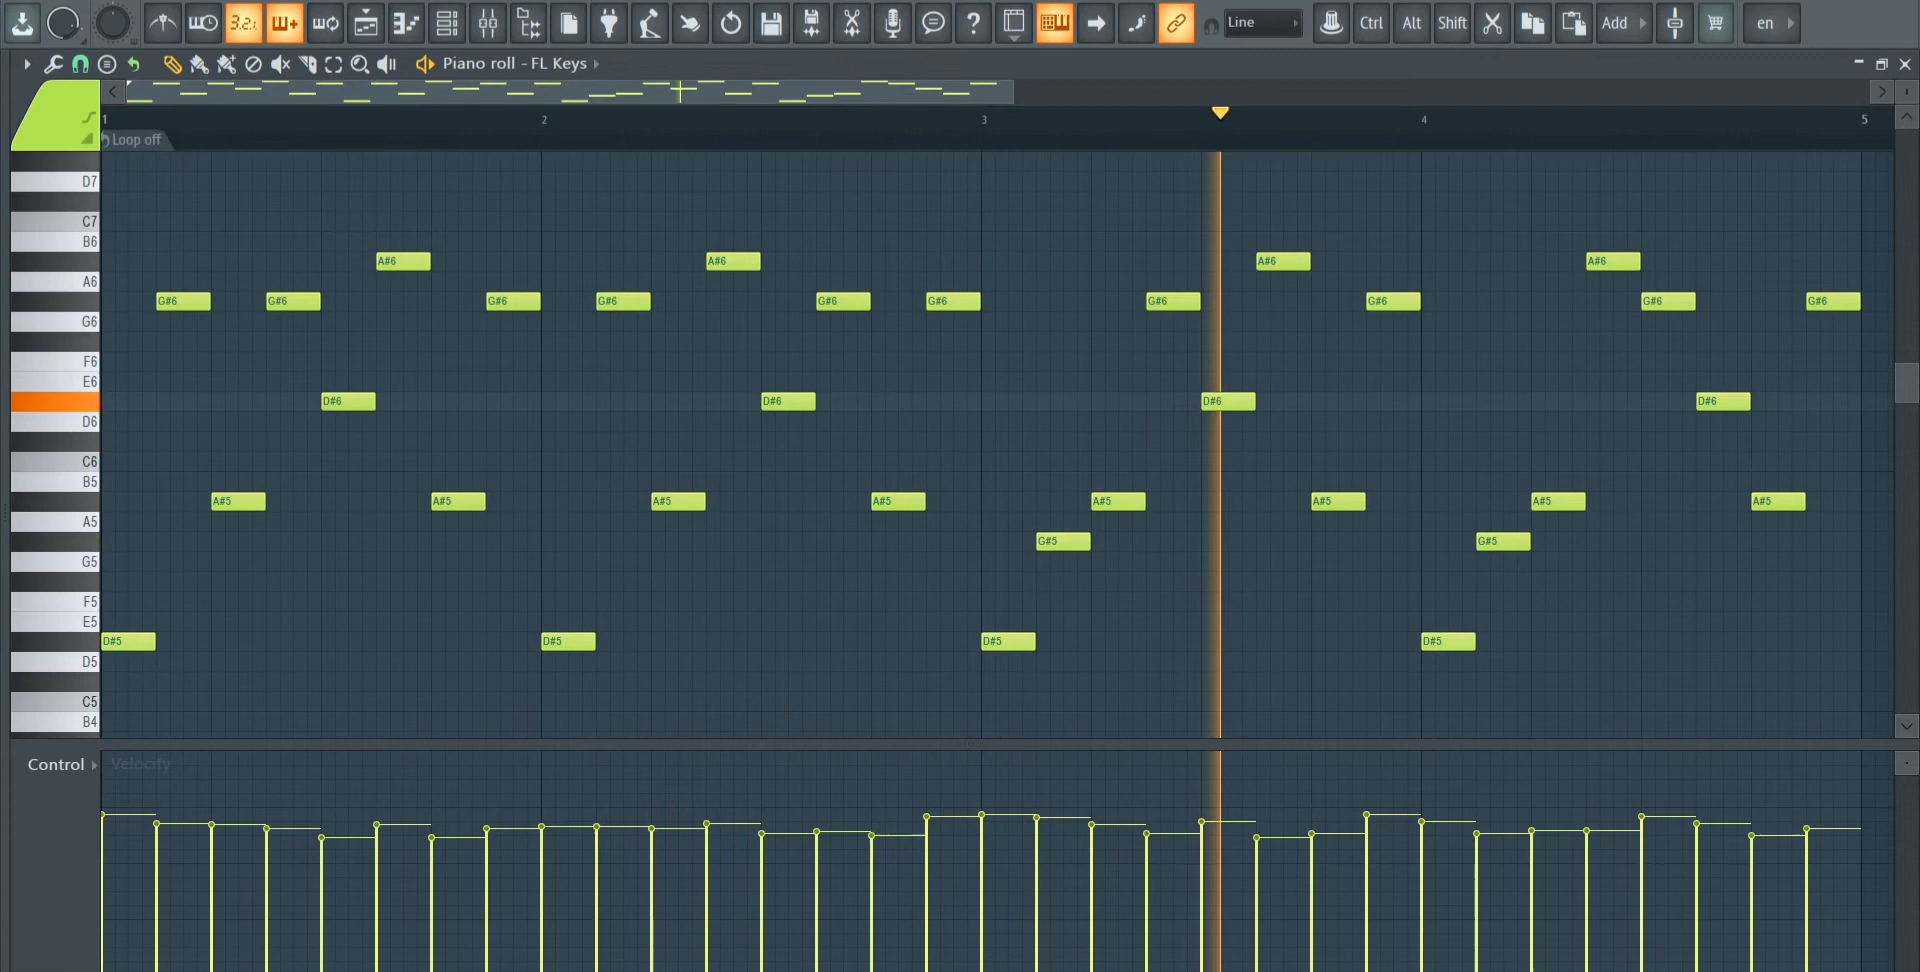 3.2. Line Ctrl Alt Shift Add en
Piano roll - FL Keys
1 2 3 4 5
Loop off
D7
C7
B6 A#6 A#6 A#6 A#6
A6
G#6 G#6 G#6 G#6 G#6 G#6 G#6 G#6 G#6 G#6
G6
F6
E6
D#6 D#6 D#6 D#6
D6
C6
B5
A#5 A#5 A#5 A#5 A#5 A#5 A#5 A#5
A5
G#5 G#5
G5
F5
E5
D#5 D#5 D#5 D#5
D5
C5
B4
Control Velocity